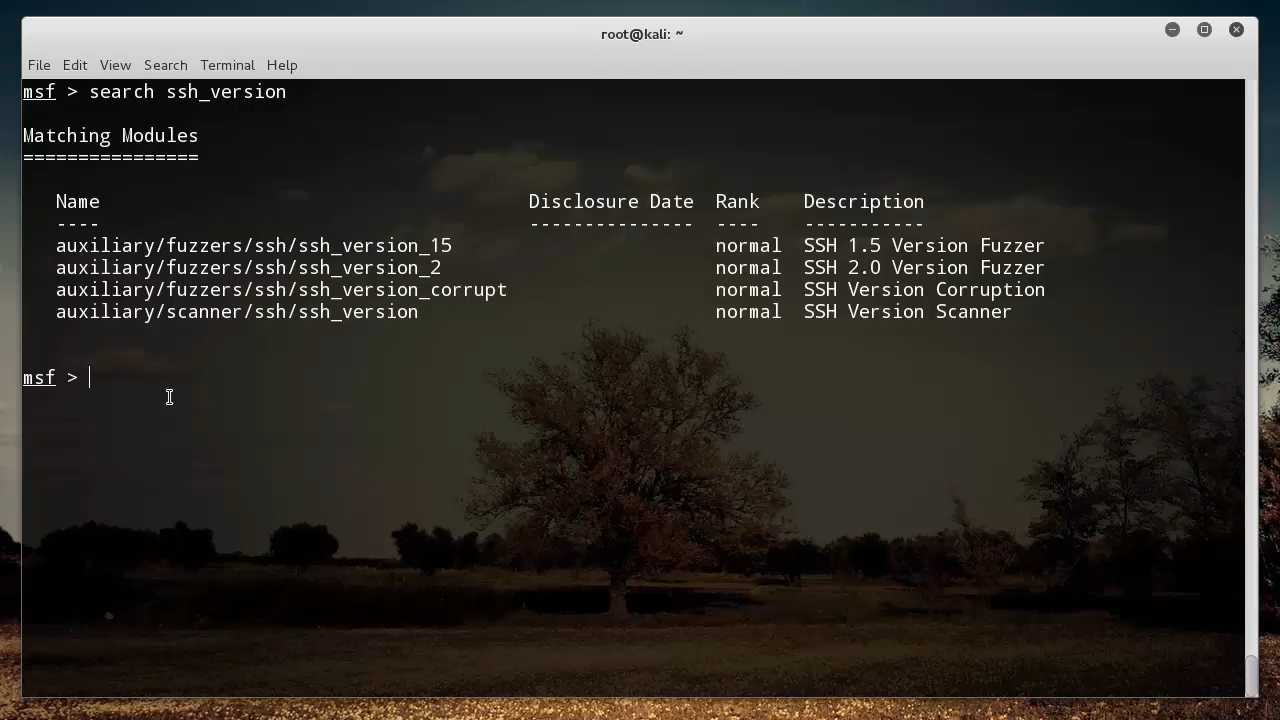 root@kali: ~
File Edit View Search Terminal Help
msf > search ssh_version
Matching Modules
================
Name Disclosure Date Rank Description
---- --------------- ---- -----------
auxiliary/fuzzers/ssh/ssh_version_15 normal SSH 1.5 Version Fuzzer
auxiliary/fuzzers/ssh/ssh_version_2 normal SSH 2.0 Version Fuzzer
auxiliary/fuzzers/ssh/ssh_version_corrupt normal SSH Version Corruption
auxiliary/scanner/ssh/ssh_version normal SSH Version Scanner
msf >